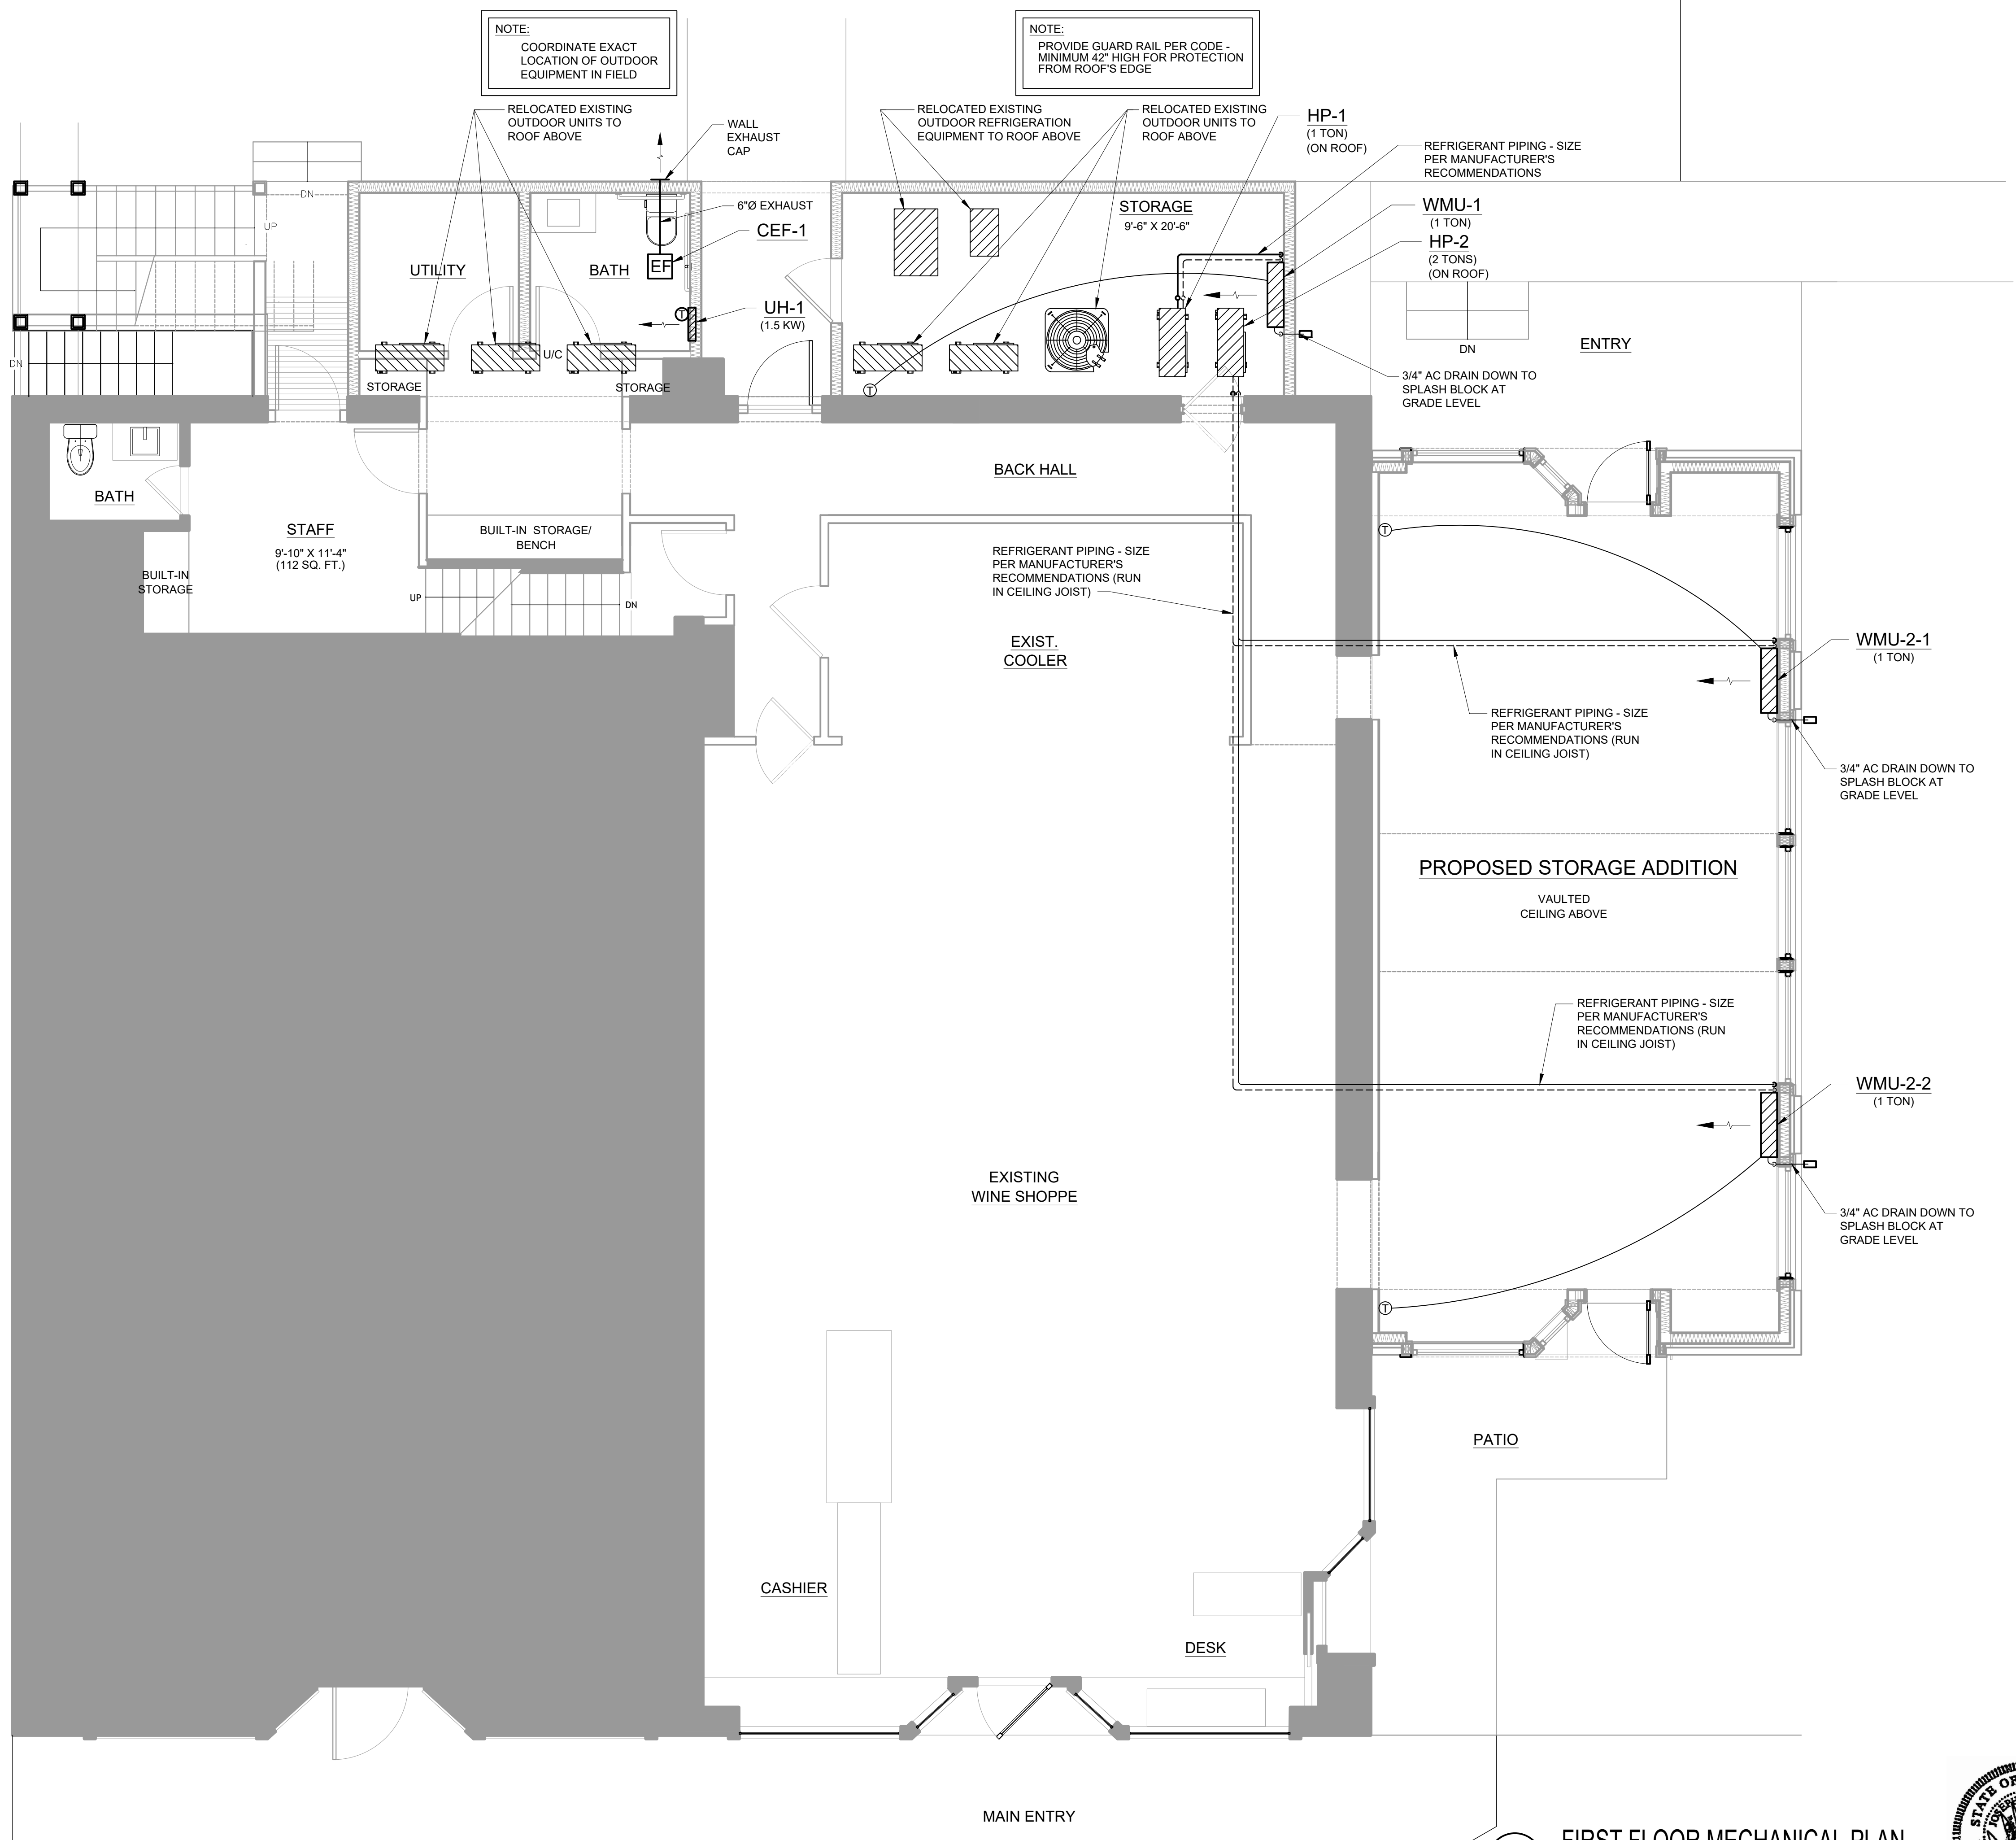 NOTE:
COORDINATE EXACT
LOCATION OF OUTDOOR
EQUIPMENT IN FIELD
NOTE:
PROVIDE GUARD RAIL PER CODE -
MINIMUM 42" HIGH FOR PROTECTION
FROM ROOF'S EDGE
RELOCATED EXISTING
OUTDOOR UNITS TO
ROOF ABOVE
WALL
EXHAUST
CAP
RELOCATED EXISTING
OUTDOOR REFRIGERATION
EQUIPMENT TO ROOF ABOVE
RELOCATED EXISTING
OUTDOOR UNITS TO
ROOF ABOVE
HP-1
(1 TON)
(ON ROOF)
REFRIGERANT PIPING - SIZE
PER MANUFACTURER'S
RECOMMENDATIONS
DN
UP
6"Ø EXHAUST
CEF-1
STORAGE
9'-6" X 20'-6"
WMU-1
(1 TON)
HP-2
(2 TONS)
(ON ROOF)
UTILITY
BATH
EF
T
UH-1
(1.5 KW)
DN
U/C
STORAGE
STORAGE
T
DN
ENTRY
3/4" AC DRAIN DOWN TO
SPLASH BLOCK AT
GRADE LEVEL
BATH
BACK HALL
STAFF
9'-10" X 11'-4"
(112 SQ. FT.)
BUILT-IN STORAGE/
BENCH
T
BUILT-IN
STORAGE
UP
DN
REFRIGERANT PIPING - SIZE
PER MANUFACTURER'S
RECOMMENDATIONS (RUN
IN CEILING JOIST)
EXIST.
COOLER
WMU-2-1
(1 TON)
REFRIGERANT PIPING - SIZE
PER MANUFACTURER'S
RECOMMENDATIONS (RUN
IN CEILING JOIST)
3/4" AC DRAIN DOWN TO
SPLASH BLOCK AT
GRADE LEVEL
PROPOSED STORAGE ADDITION
VAULTED
CEILING ABOVE
REFRIGERANT PIPING - SIZE
PER MANUFACTURER'S
RECOMMENDATIONS (RUN
IN CEILING JOIST)
WMU-2-2
(1 TON)
EXISTING
WINE SHOPPE
3/4" AC DRAIN DOWN TO
SPLASH BLOCK AT
GRADE LEVEL
T
PATIO
CASHIER
DESK
MAIN ENTRY
FIRST FLOOR MECHANICAL PLAN
STATE OF